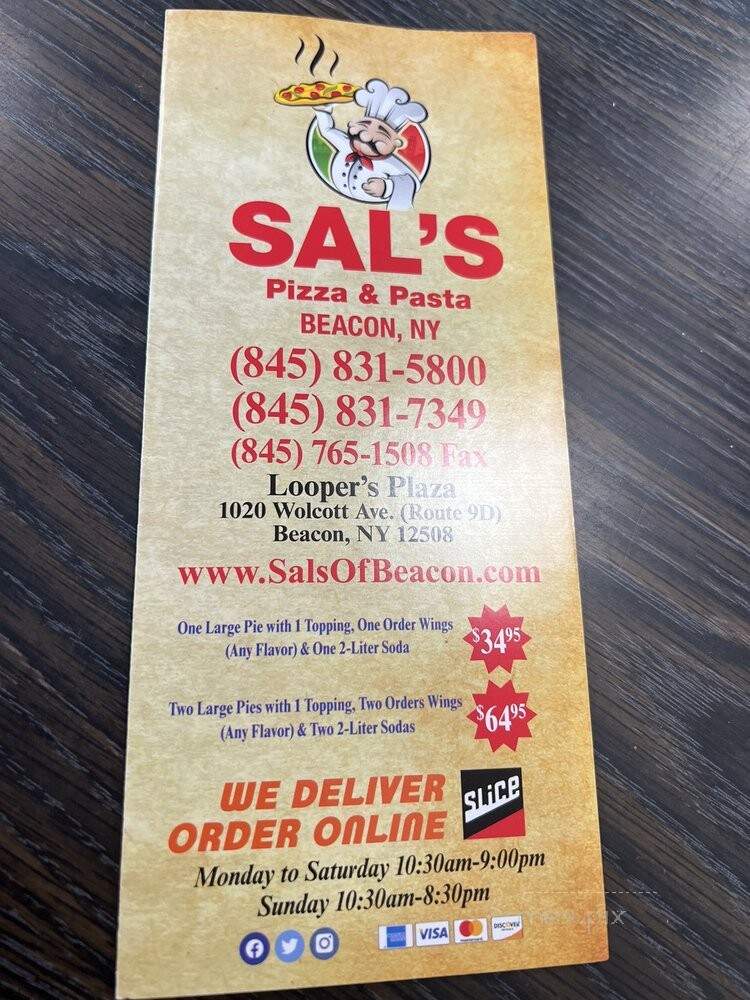 SAL'S
Pizza & Pasta
BEACON, NY
(845) 831-5800
(845) 831-7349
(845) 765-1508 Fax
Looper's Plaza
1020 Wolcott Ave. (Route 9D)
Beacon, NY 12508
www.SalsOfBeacon.com
One Large Pie with 1 Topping, One Order Wings
(Any Flavor) & One 2-Liter Soda
$34.95
Two Large Pies with 1 Topping, Two Orders Wings
(Any Flavor) & Two 2-Liter Sodas
$64.95
WE DELIVER
ORDER ONLINE
SLiCe
Monday to Saturday 10:30am-9:00pm
Sunday 10:30am-8:30pm
VISA
DISCOVER